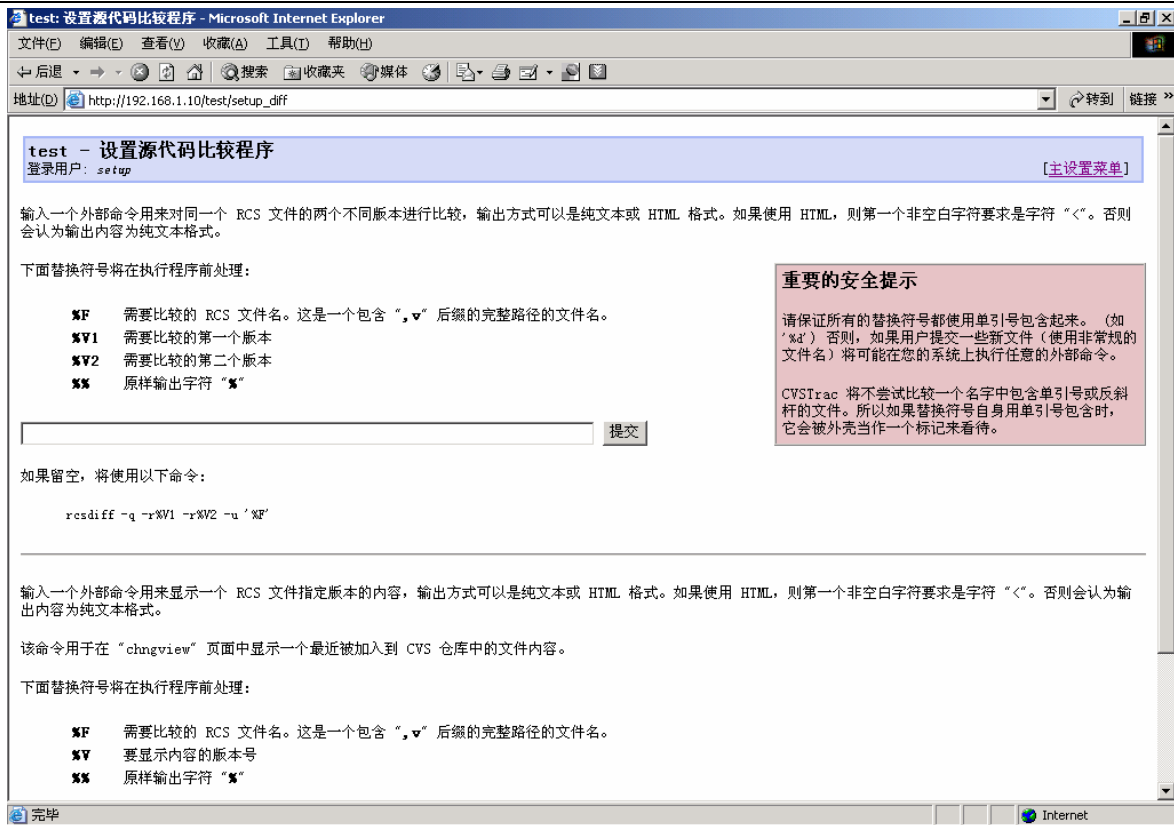 test: 设置源代码比较程序 - Microsoft Internet Explorer
文件(F) 编辑(E) 查看(V) 收藏(A) 工具(T) 帮助(H)
后退 搜索 收藏夹 媒体
地址(D) http://192.168.1.10/test/setup_diff 转到 链接 »
test - 设置源代码比较程序
登录用户: setup [主设置菜单]
输入一个外部命令用来对同一个 RCS 文件的两个不同版本进行比较，输出方式可以是纯文本或 HTML 格式。如果使用 HTML，则第一个非空白字符要求是字符 "<"。否则
会认为输出内容为纯文本格式。
下面替换符号将在执行程序前处理:
%F 需要比较的 RCS 文件名。这是一个包含 ",v" 后缀的完整路径的文件名。
%V1 需要比较的第一个版本
%V2 需要比较的第二个版本
%% 原样输出字符 "%"
重要的安全提示
请保证所有的替换符号都使用单引号包含起来。 (如
'%d') 否则，如果用户提交一些新文件（使用非常规的
文件名）将可能在您的系统上执行任意的外部命令。
CVSTrac 将不尝试比较一个名字中包含单引号或反斜
杆的文件。所以如果替换符号自身用单引号包含时，
它会被外壳当作一个标记来看待。
提交
如果留空，将使用以下命令:
rcsdiff -q -r%V1 -r%V2 -u '%F'
输入一个外部命令用来显示一个 RCS 文件指定版本的内容，输出方式可以是纯文本或 HTML 格式。如果使用 HTML，则第一个非空白字符要求是字符 "<"。否则会认为输
出内容为纯文本格式。
该命令用于在 "chngview" 页面中显示一个最近被加入到 CVS 仓库中的文件内容。
下面替换符号将在执行程序前处理:
%F 需要比较的 RCS 文件名。这是一个包含 ",v" 后缀的完整路径的文件名。
%V 要显示内容的版本号
%% 原样输出字符 "%"
完毕 Internet